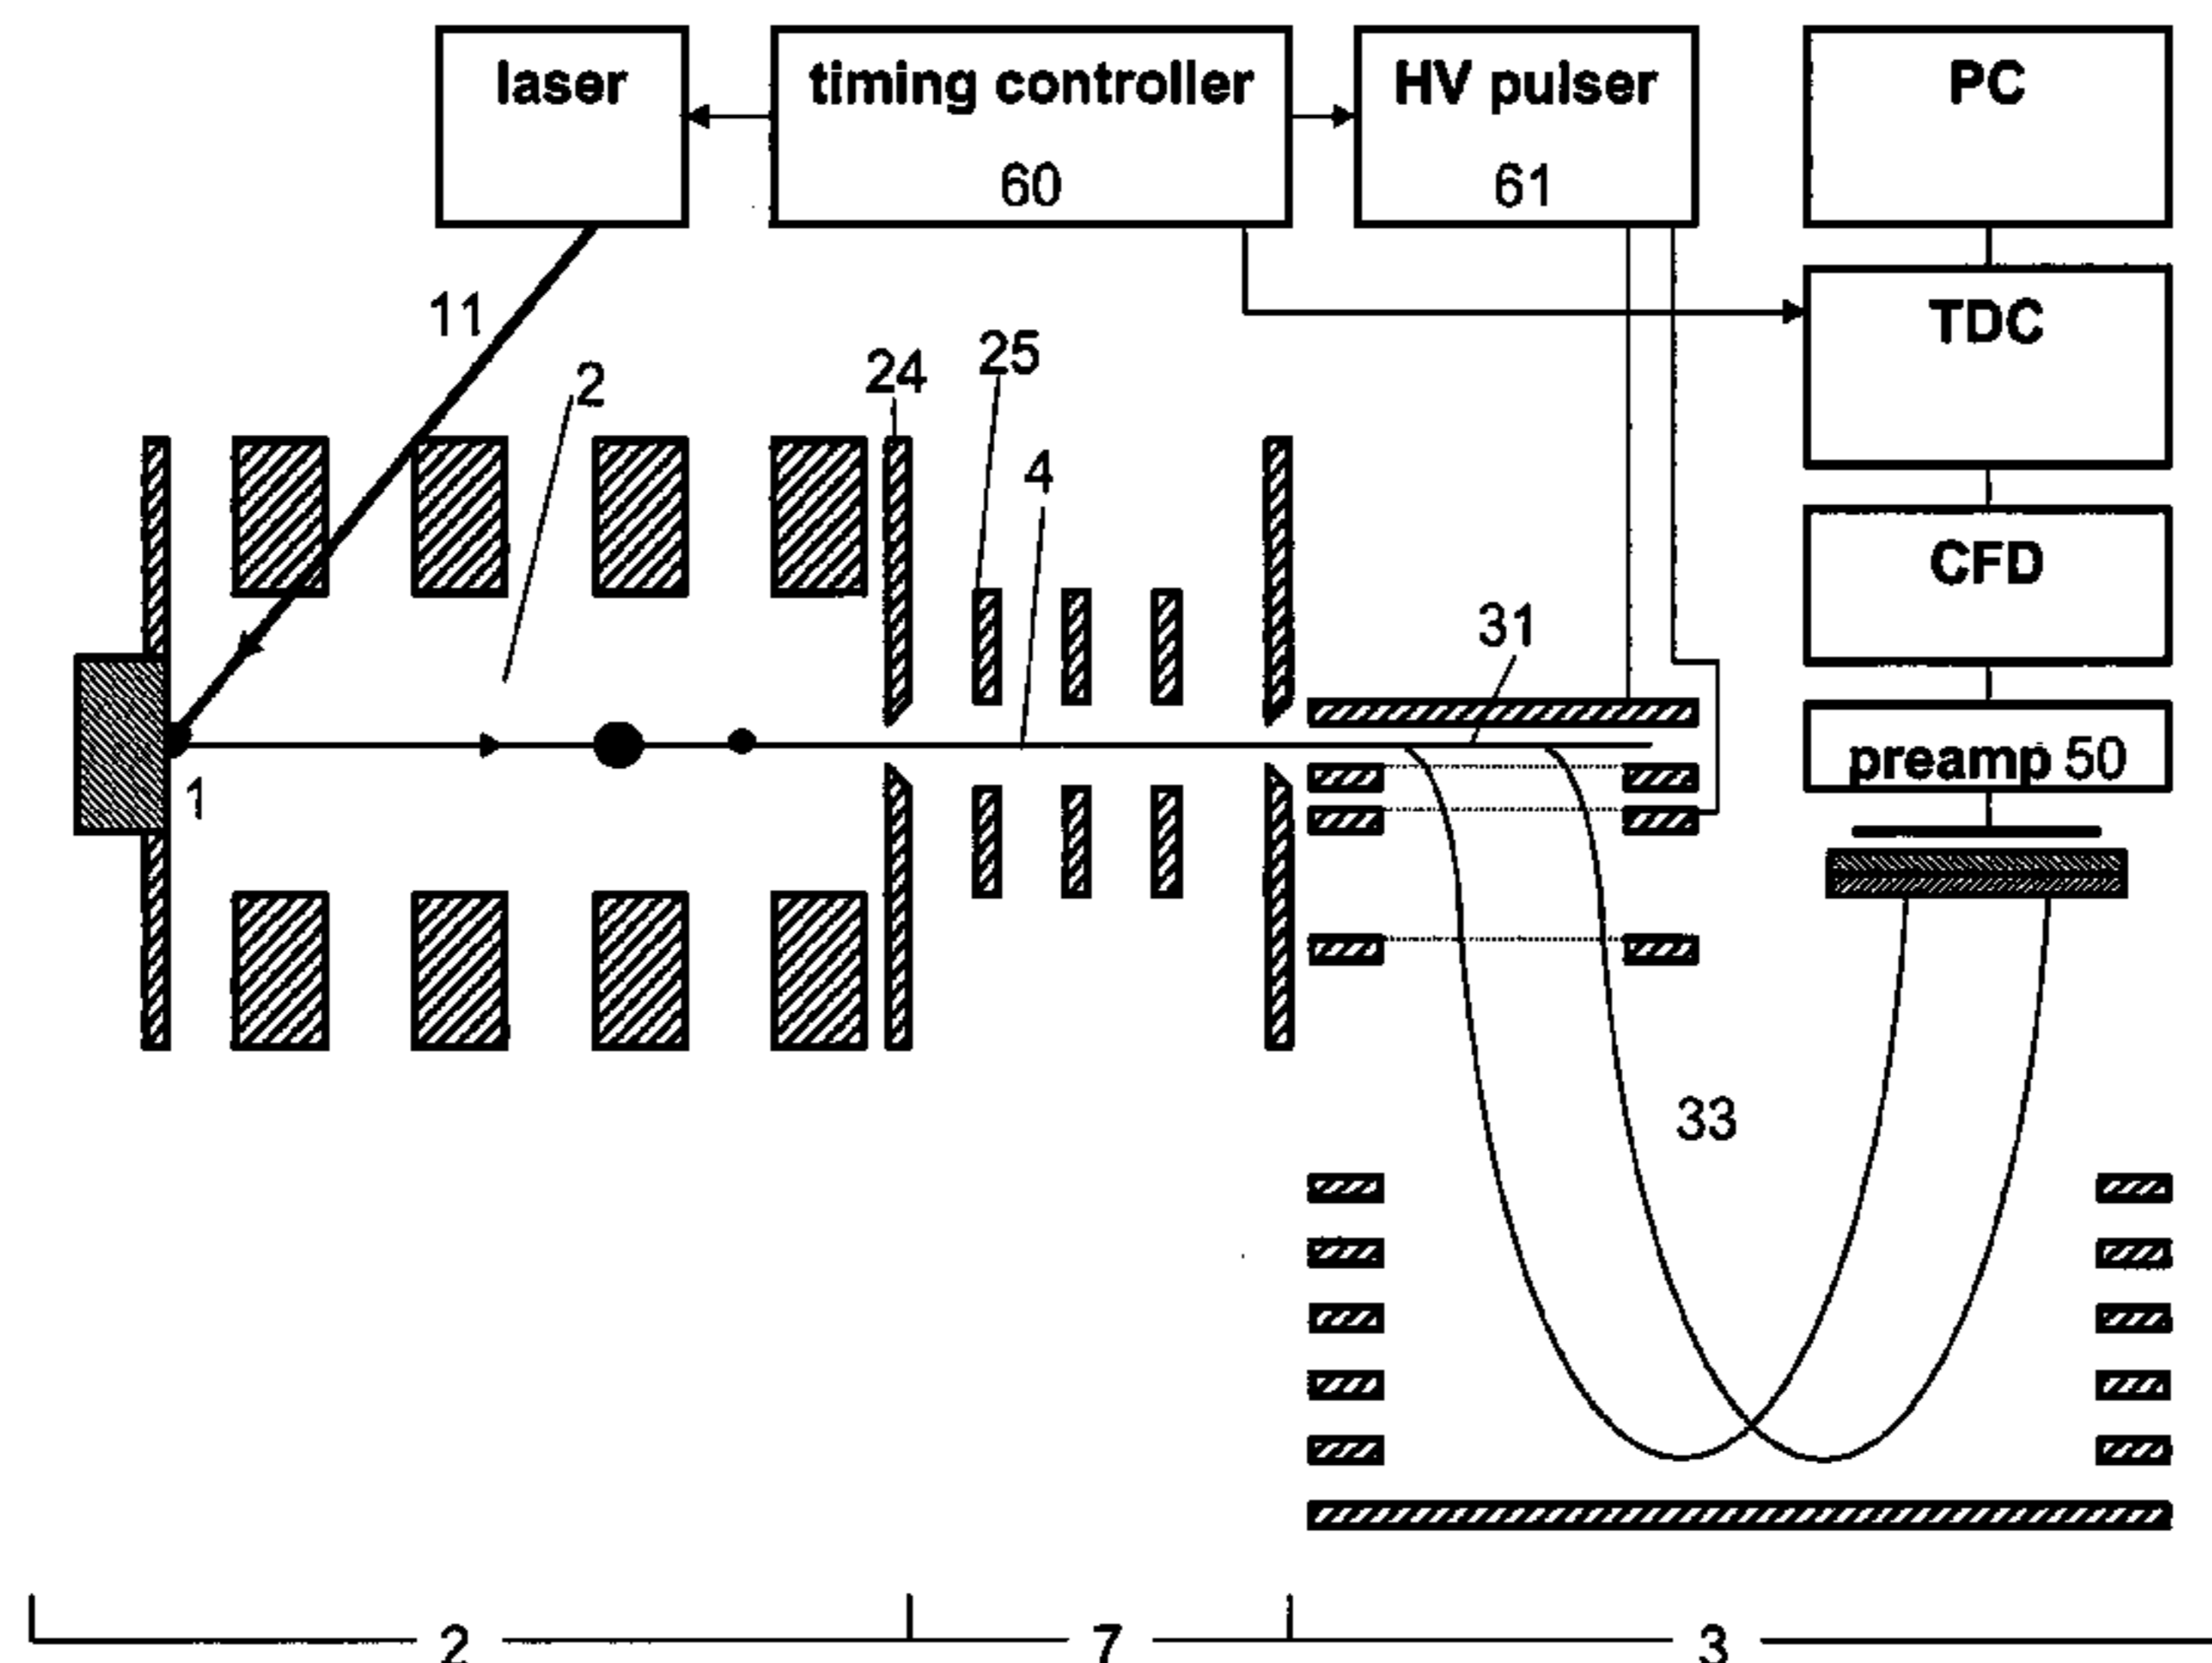 laser
timing controller
60
HV pulser
61
PC
11
TDC
2
24
25
4
CFD
31
preamp 50
1
33
2
7
3